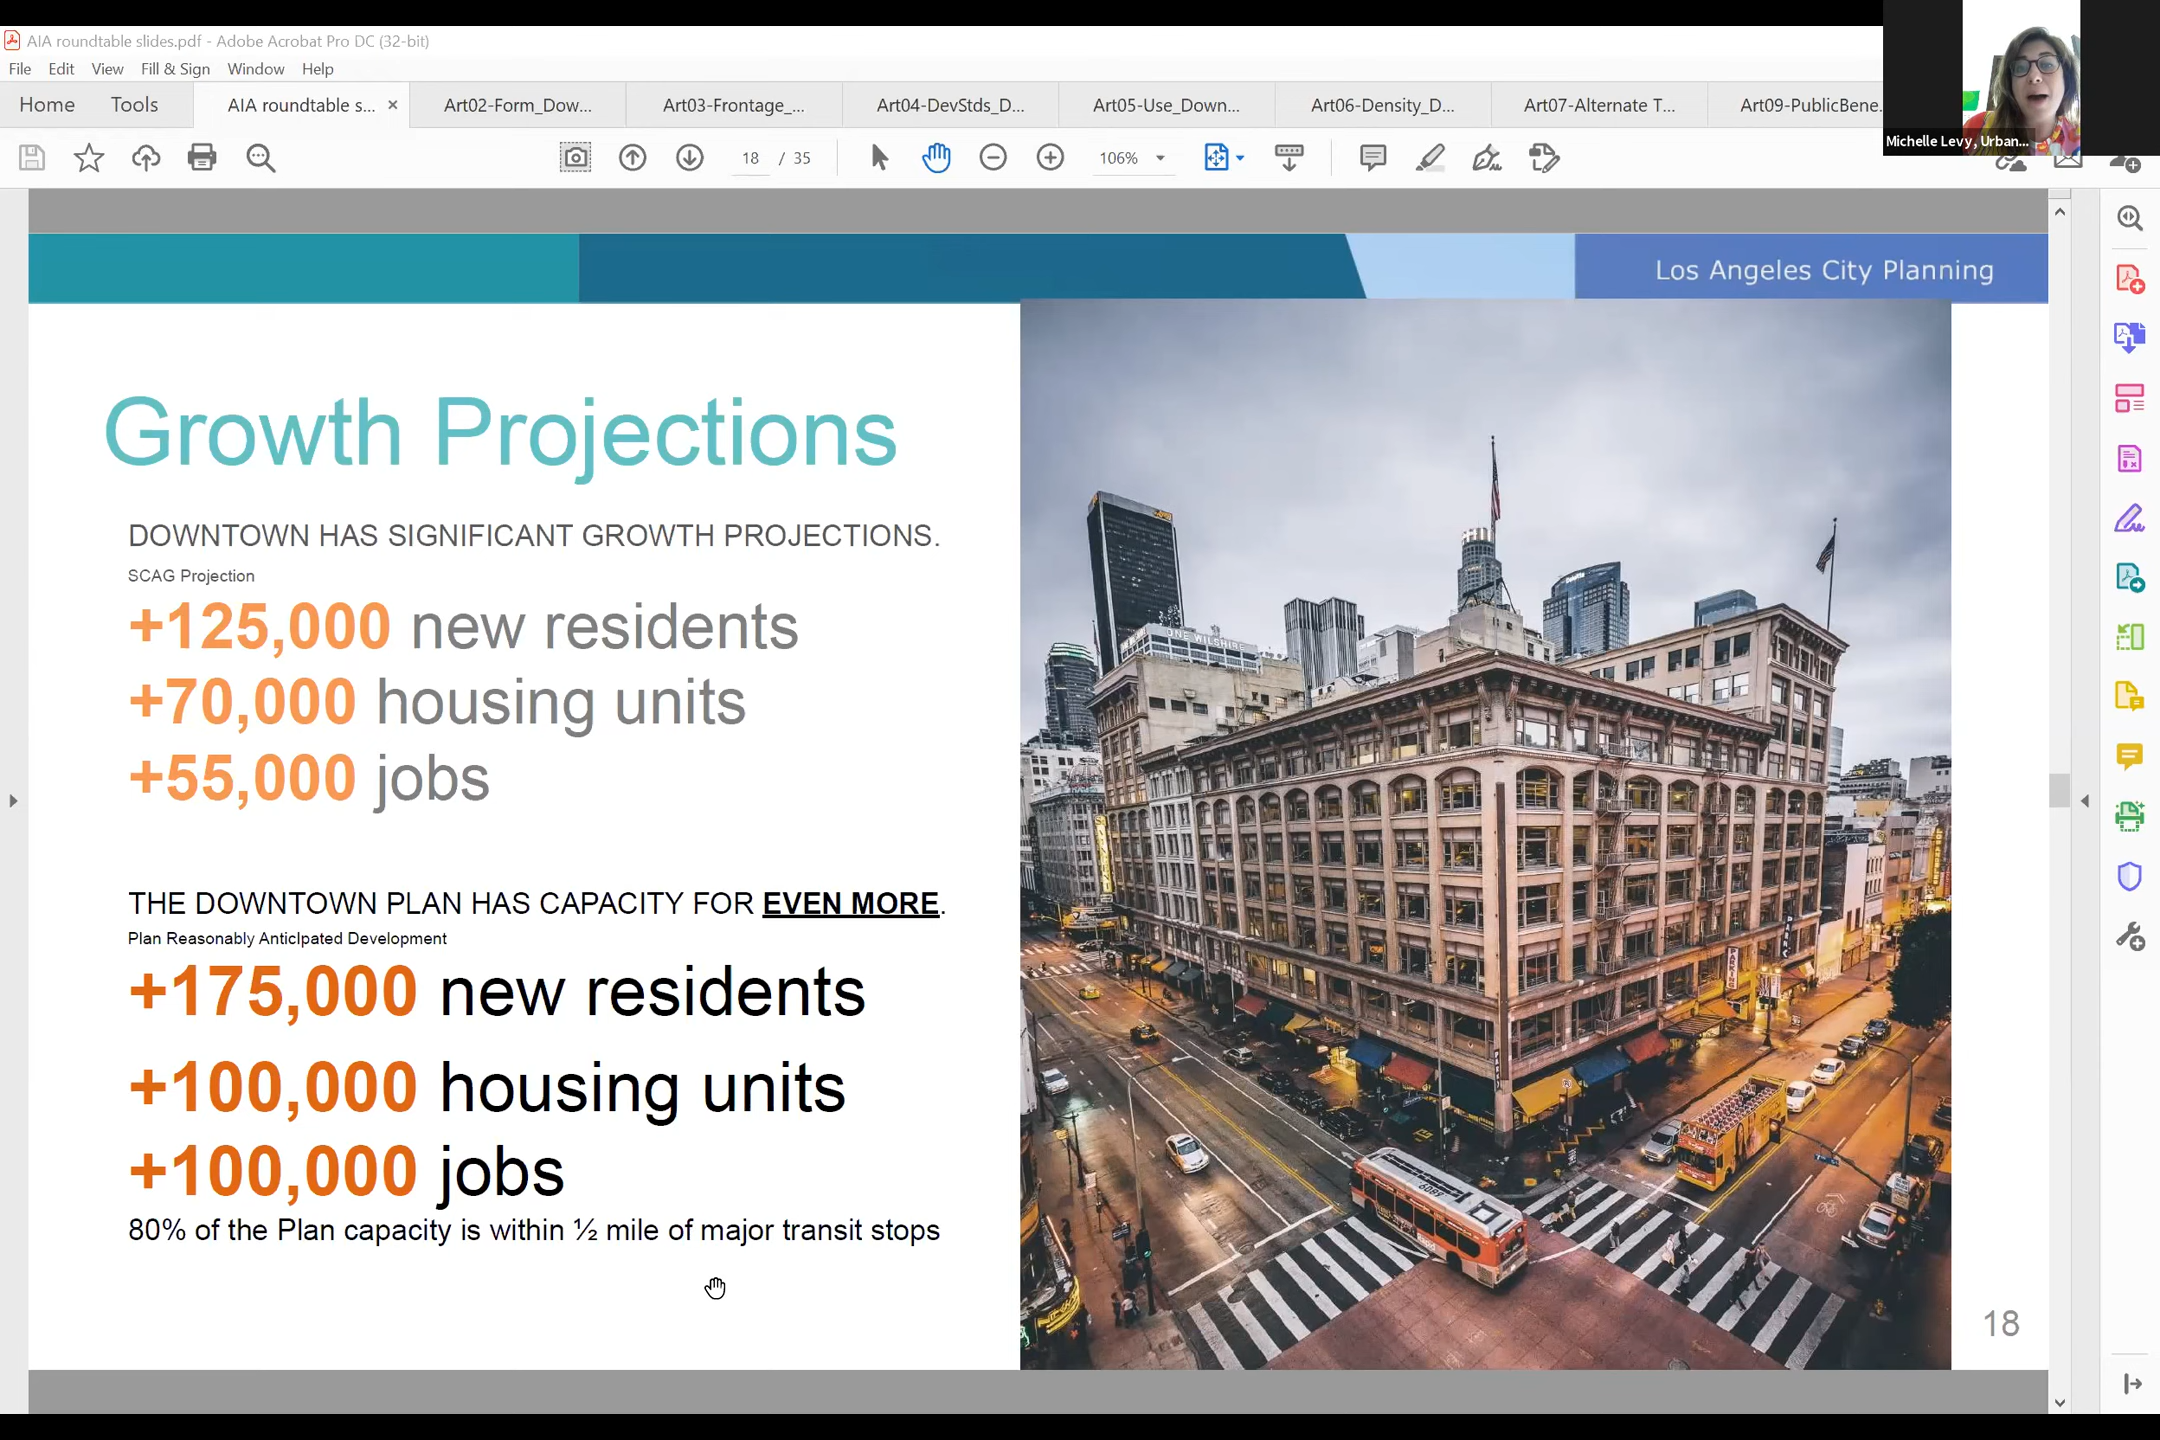 AIA roundtable slides.pdf - Adobe Acrobat Pro DC (32-bit)
File Edit View Fill & Sign Window Help
Home Tools AIA roundtable s... × Art02-Form_Dow... Art03-Frontage_... Art04-DevStds_D... Art05-Use_Down... Art06-Density_D... Art07-Alternate T... Art09-PublicBene...
Michelle Levy, Urban...
18 / 35 106%
Los Angeles City Planning
Growth Projections
DOWNTOWN HAS SIGNIFICANT GROWTH PROJECTIONS.
SCAG Projection
+125,000 new residents
+70,000 housing units
+55,000 jobs
THE DOWNTOWN PLAN HAS CAPACITY FOR EVEN MORE.
Plan Reasonably AnticIpated Development
+175,000 new residents
+100,000 housing units
+100,000 jobs
80% of the Plan capacity is within ½ mile of major transit stops
ONE WILSHIRE
Deloitte
PARKING
18